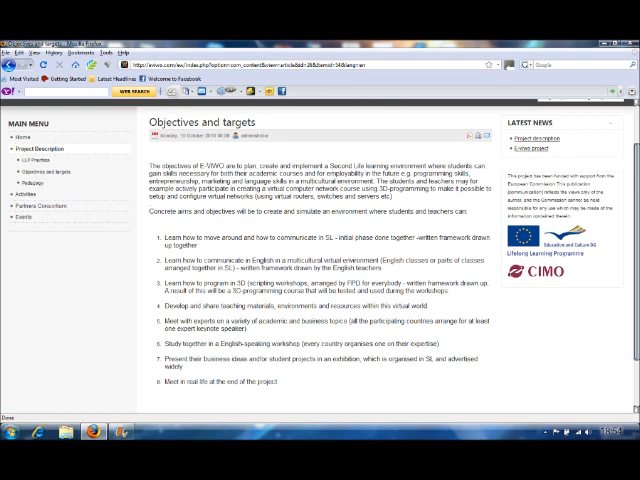 Objectives and targets - Mozilla Firefox
File Edit View History Bookmarks Tools Help
Google
Most Visited Getting Started Latest Headlines Welcome to Facebook
WEB SEARCH
MAIN MENU
Home
Project Description
LLP Priorities
Objectives and targets
Pedagogy
Activities
Partners Consortium
Events
Objectives and targets
Monday, 18 October 2010 00:00 administrator
The objectives of E-VIWO are to plan, create and implement a Second Life learning environment where students can
gain skills necessary for both their academic courses and for employability in the future e.g. programming skills,
entrepreneurship, marketing and language skills in a multicultural environment. The students and teachers may for
example actively participate in creating a virtual computer network course using 3D-programming to make it possible to
setup and configure virtual networks (using virtual routers, switches and servers etc)
Concrete aims and objectives will be to create and simulate an environment where students and teachers can:
1. Learn how to move around and how to communicate in SL - initial phase done together -written framework drawn
up together
2. Learn how to communicate in English in a multicultural virtual environment (English classes or parts of classes
arranged together in SL) - written framework drawn by the English teachers
3. Learn how to program in 3D (scripting workshops, arranged by FPD for everybody - written framework drawn up.
A result of this will be a 3D-programming course that will be tested and used during the workshops.
4. Develop and share teaching materials, environments and resources within this virtual world.
5. Meet with experts on a variety of academic and business topics (all the participating countries arrange for at least
one expert keynote speaker)
6. Study together in a English-speaking workshop (every country organises one on their expertise)
7. Present their business ideas and/or student projects in an exhibition, which is organised in SL and advertised
widely
8. Meet in real life at the end of the project
LATEST NEWS
Project description
E-viwo project
This project has been funded with support from the
European Commission. This publication
[communication] reflects the views only of the
author, and the Commission cannot be held
responsible for any use which may be made of the
information contained therein.
Education and Culture DG
Lifelong Learning Programme
CIMO
Done
18:54